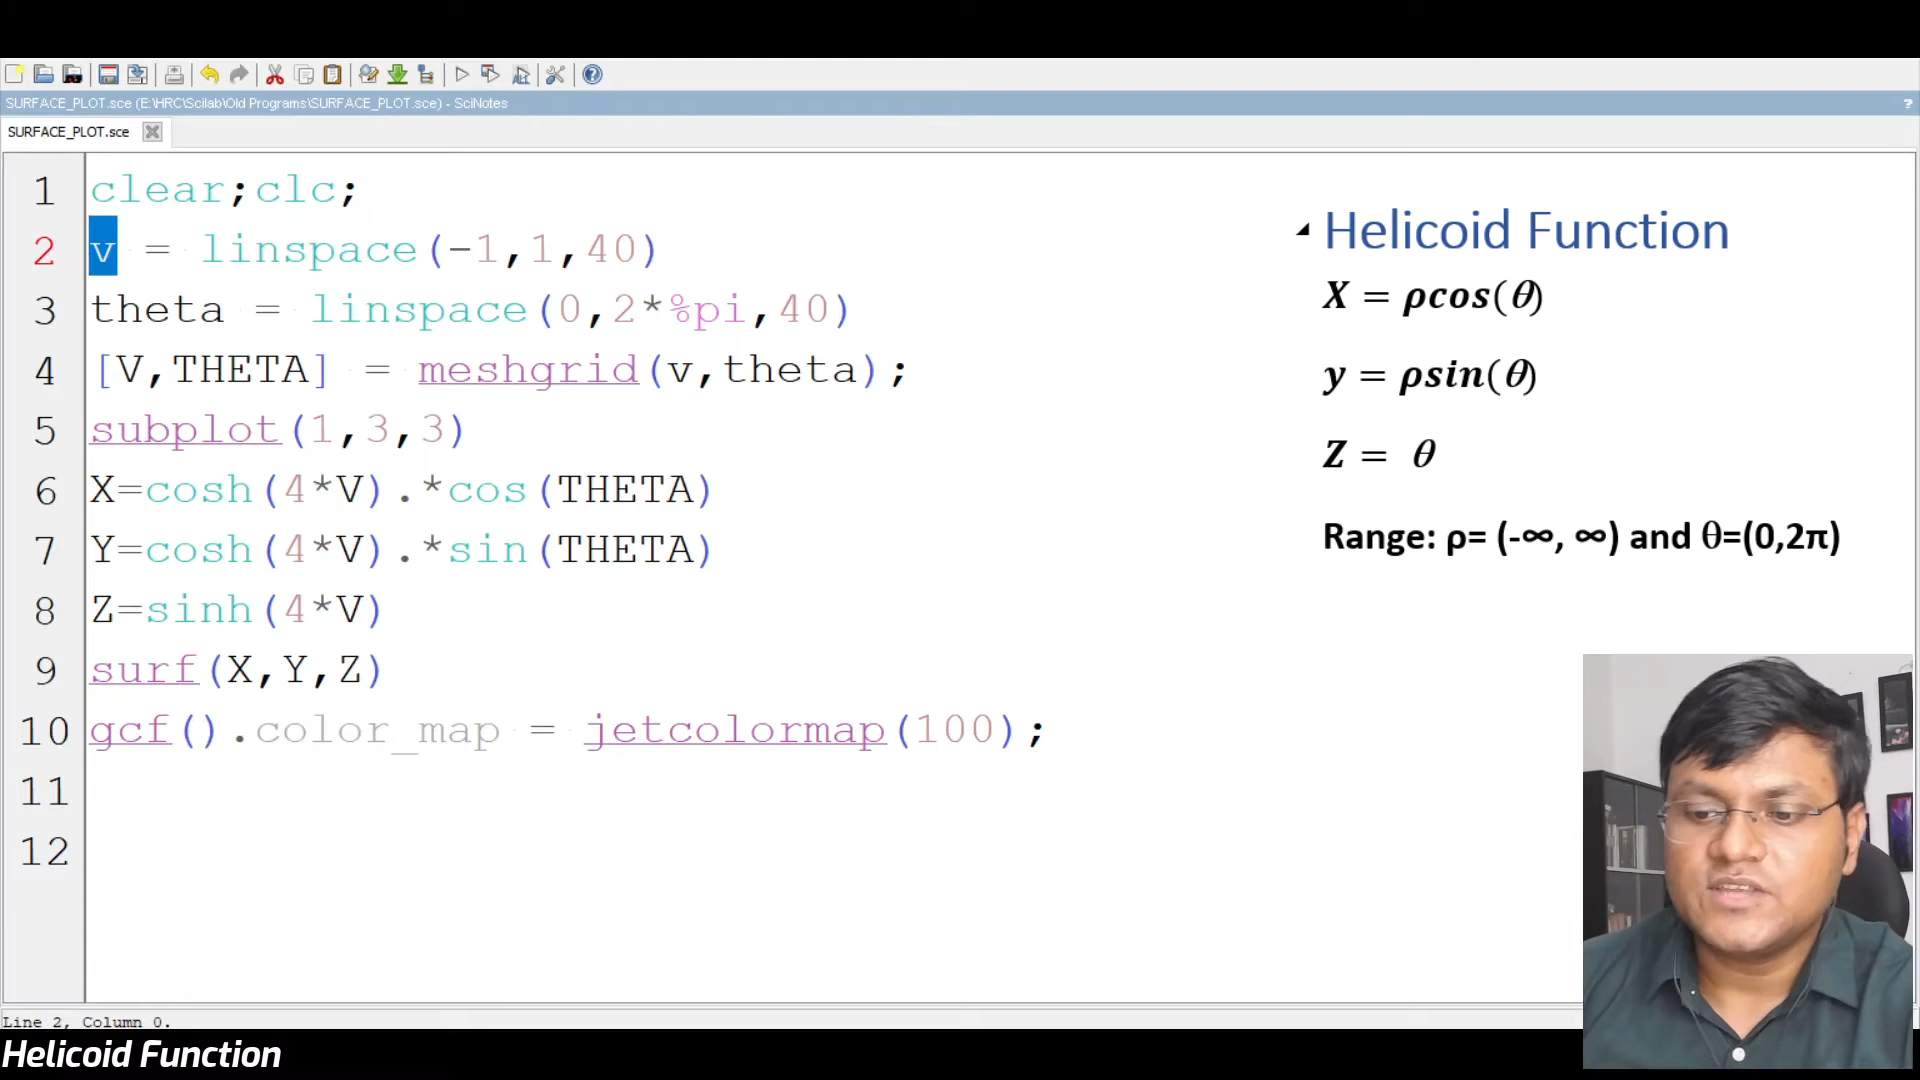 SURFACE_PLOT.sce (E:\HRC\Scilab\Old Programs\SURFACE_PLOT.sce) - SciNotes
?
SURFACE_PLOT.sce
1 clear;clc;
2 v = linspace(-1,1,40)
3 theta = linspace(0,2*%pi,40)
4 [V,THETA] = meshgrid(v,theta);
5 subplot(1,3,3)
6 X=cosh(4*V).*cos(THETA)
7 Y=cosh(4*V).*sin(THETA)
8 Z=sinh(4*V)
9 surf(X,Y,Z)
10 gcf().color_map = jetcolormap(100);
11
12
Helicoid Function
X = ρcos(θ)
y = ρsin(θ)
Z = θ
Range: ρ= (-∞, ∞) and θ=(0,2π)
Line 2, Column 0.
Helicoid Function